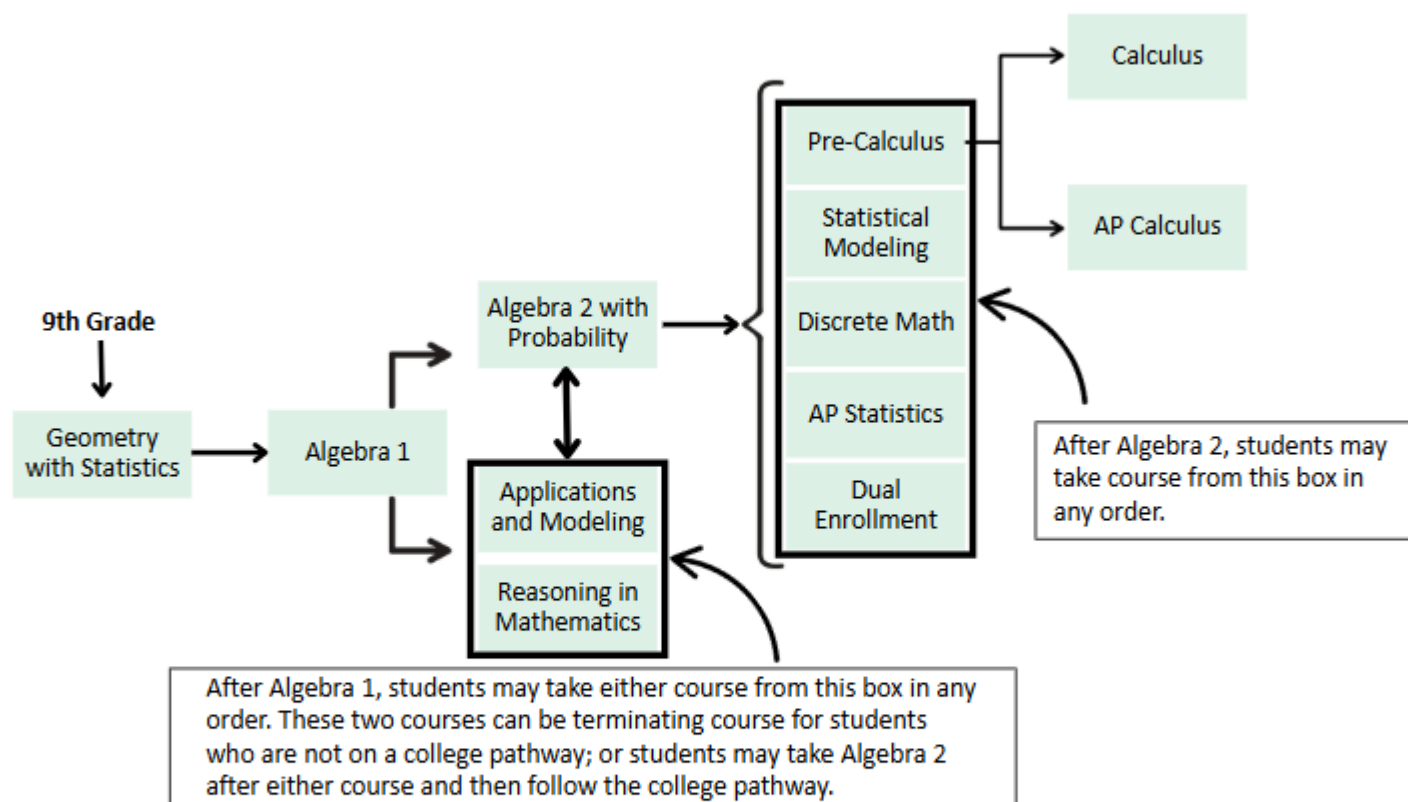 9th Grade
Geometry
with Statistics
Algebra 1
Algebra 2 with
Probability
Applications
and Modeling
Reasoning in
Mathematics
Pre-Calculus
Statistical
Modeling
Discrete Math
AP Statistics
Dual
Enrollment
Calculus
AP Calculus
After Algebra 2, students may
take course from this box in
any order.
After Algebra 1, students may take either course from this box in any
order. These two courses can be terminating course for students
who are not on a college pathway; or students may take Algebra 2
after either course and then follow the college pathway.